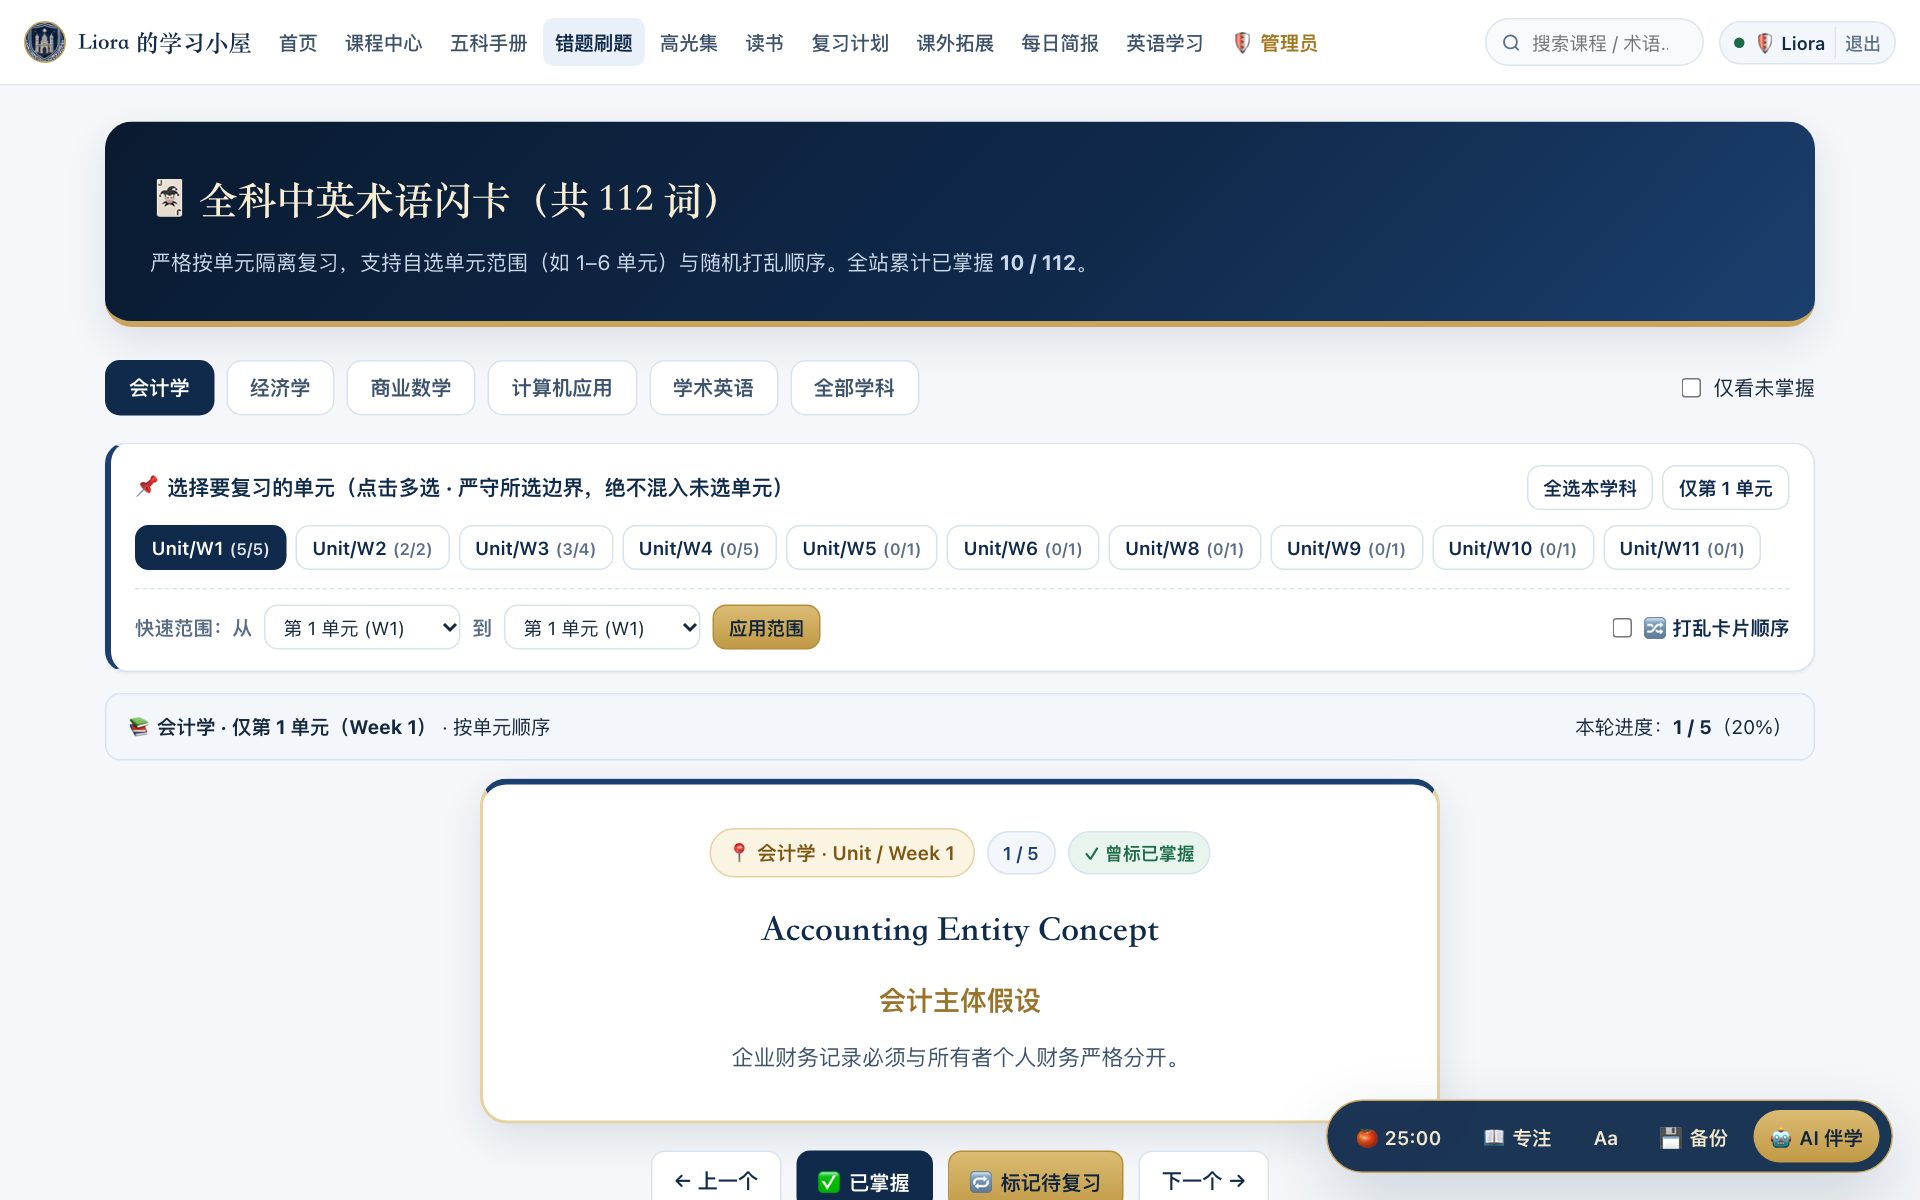 Liora 的学习小屋 首页 课程中心 五科手册 错题刷题 高光集 读书 复习计划 课外拓展 每日简报 英语学习 管理员 搜索课程 / 术语.. Liora 退出
全科中英术语闪卡（共 112 词）
严格按单元隔离复习，支持自选单元范围（如 1–6 单元）与随机打乱顺序。全站累计已掌握 10 / 112。
会计学 经济学 商业数学 计算机应用 学术英语 全部学科 仅看未掌握
选择要复习的单元（点击多选 · 严守所选边界，绝不混入未选单元） 全选本学科 仅第 1 单元
Unit/W1 (5/5) Unit/W2 (2/2) Unit/W3 (3/4) Unit/W4 (0/5) Unit/W5 (0/1) Unit/W6 (0/1) Unit/W8 (0/1) Unit/W9 (0/1) Unit/W10 (0/1) Unit/W11 (0/1)
快速范围：从 第 1 单元 (W1) 到 第 1 单元 (W1) 应用范围 打乱卡片顺序
会计学 · 仅第 1 单元（Week 1） · 按单元顺序 本轮进度：1 / 5（20%）
会计学 · Unit / Week 1 1 / 5 ✓ 曾标已掌握
Accounting Entity Concept
会计主体假设
企业财务记录必须与所有者个人财务严格分开。
25:00 专注 Aa 备份 AI 伴学
← 上一个 已掌握 标记待复习 下一个 →